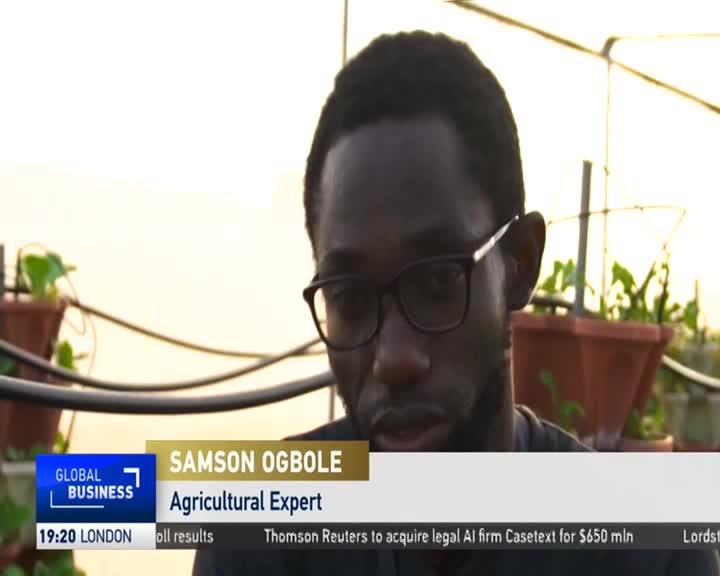 SAMSON OGBOLE
GLOBAL
BUSINESS
Agricultural Expert
19:20 LONDON
oll results Thomson Reuters to acquire legal AI firm Casetext for $650 mln Lordst